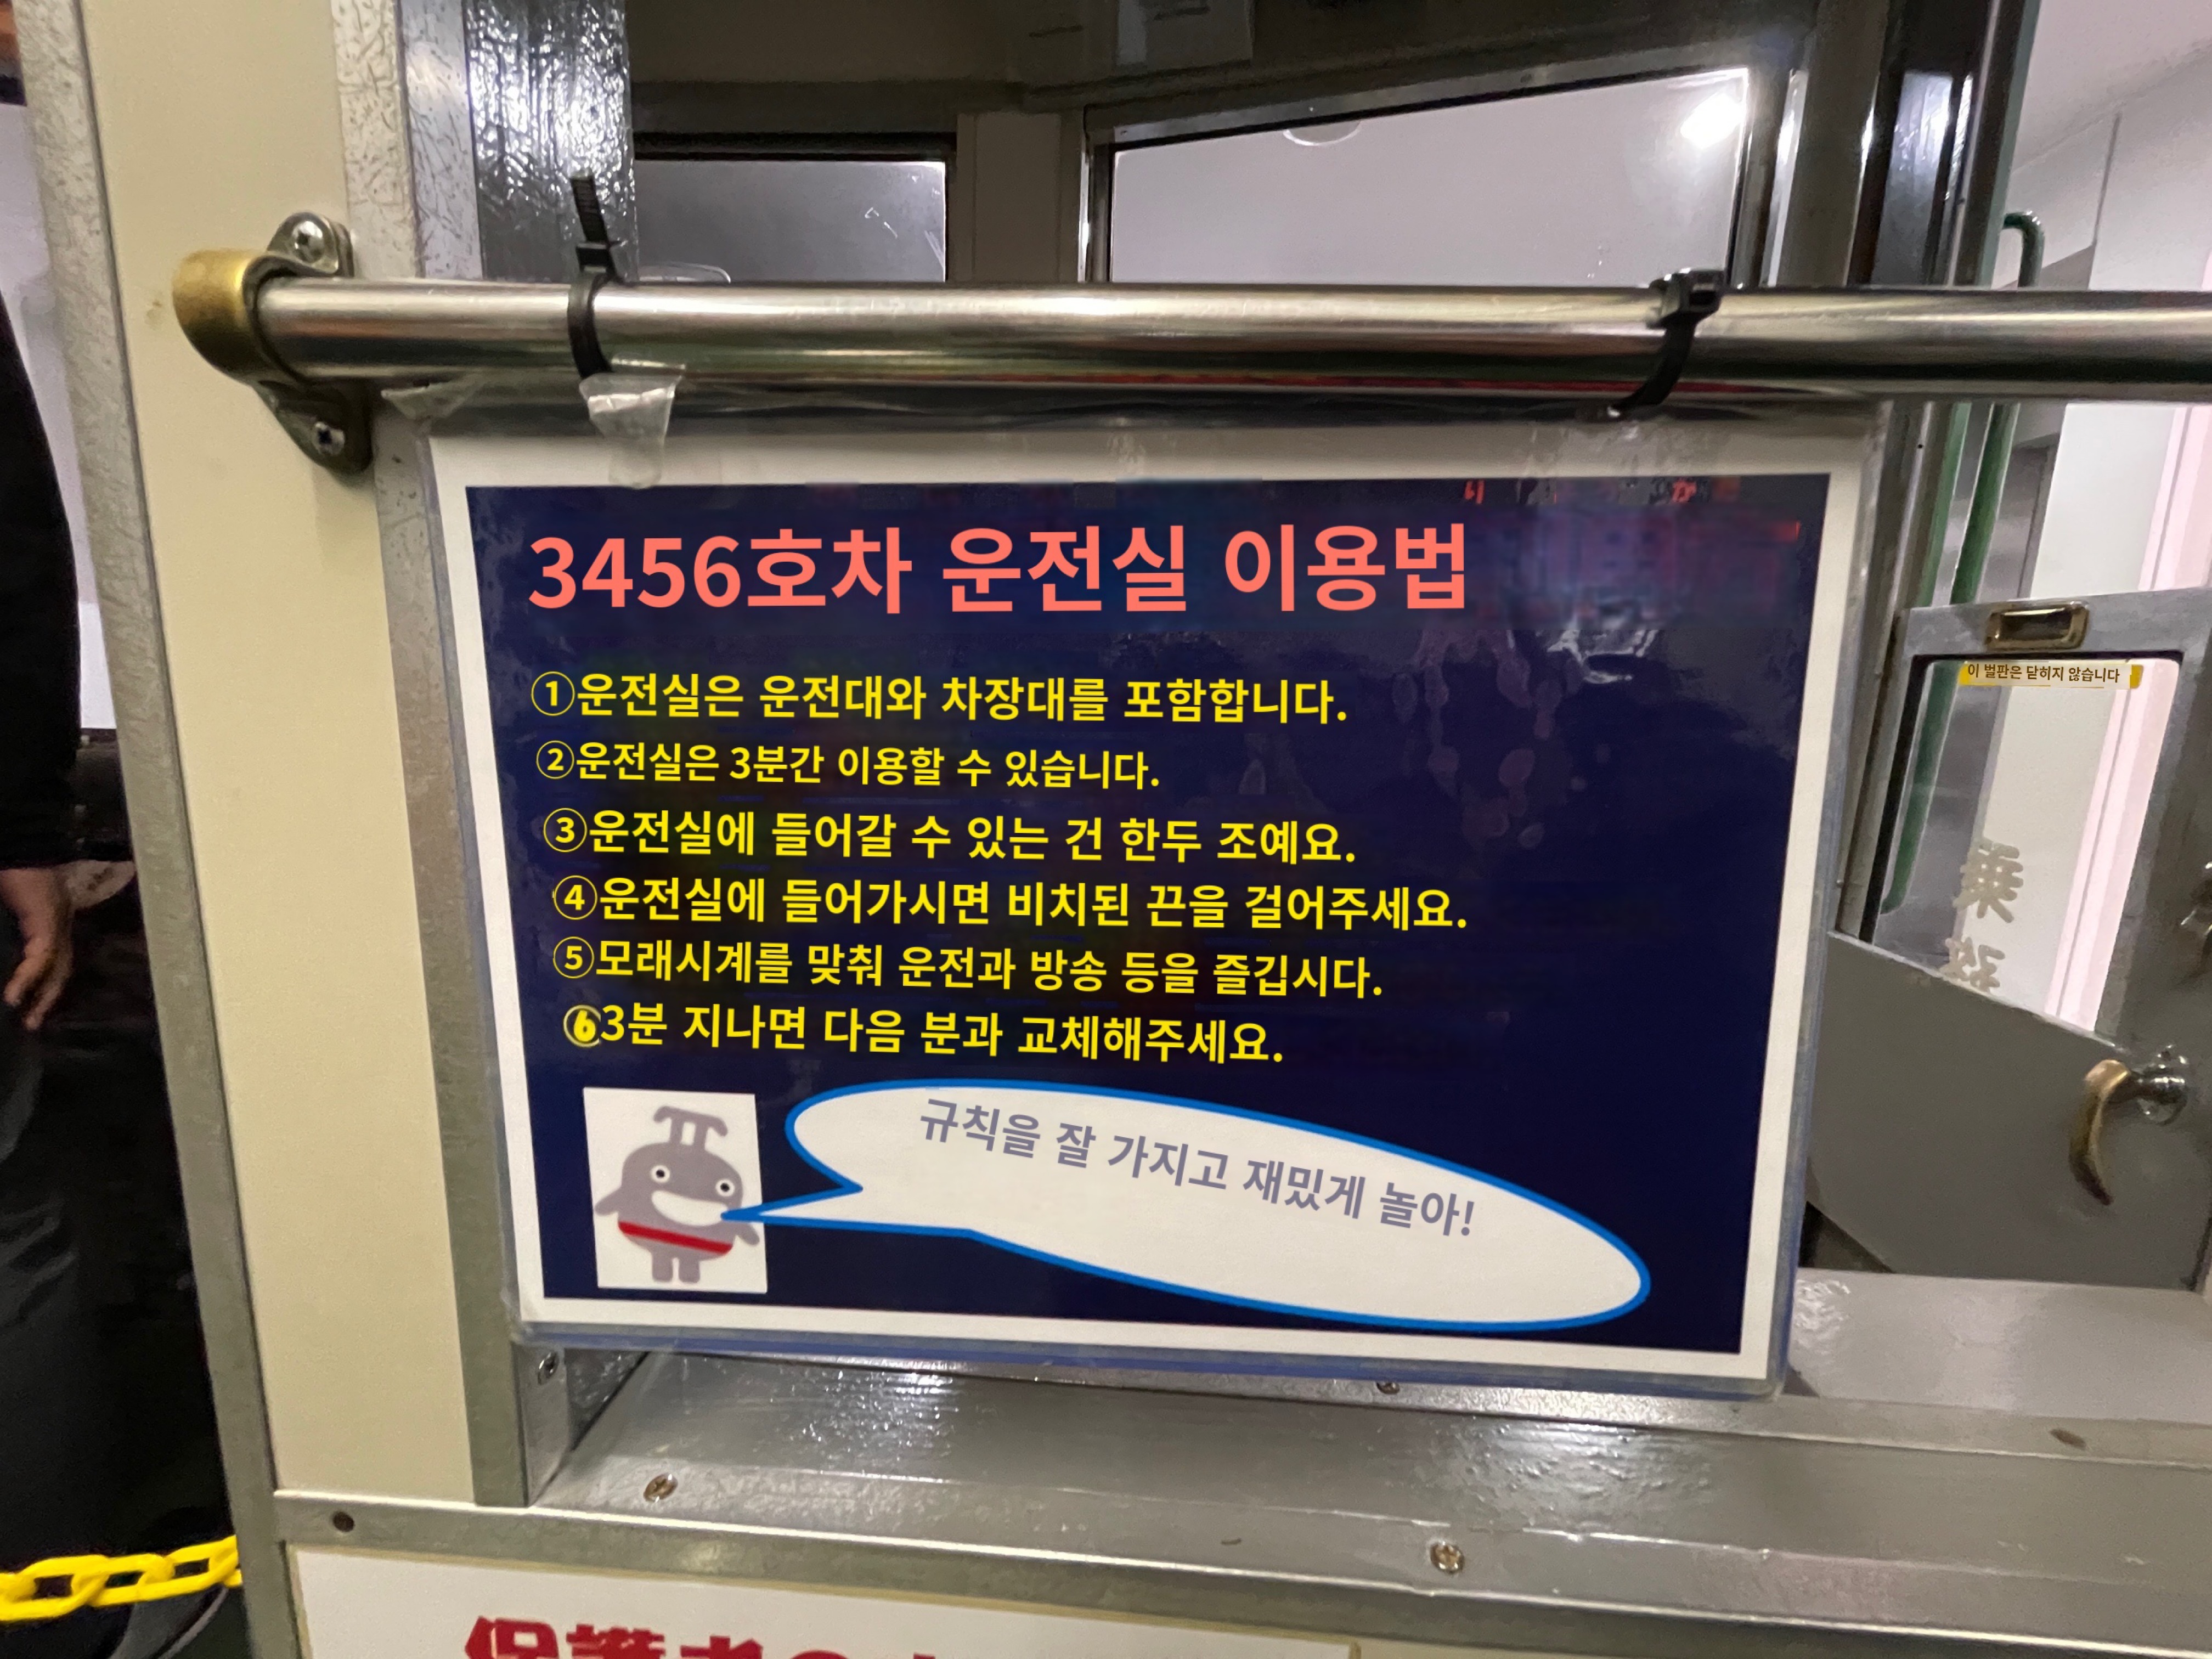 3456호차 운전실 이용법
①운전실은 운전대와 차장대를 포함합니다.
②운전실은 3분간 이용할 수 있습니다.
③운전실에 들어갈 수 있는 건 한두 조예요.
④운전실에 들어가시면 비치된 끈을 걸어주세요.
⑤모래시계를 맞춰 운전과 방송 등을 즐깁시다.
⑥3분 지나면 다음 분과 교체해주세요.
규칙을 잘 가지고 재밌게 놀아!
이 벌판은 닫히지 않습니다
乗
保護者の